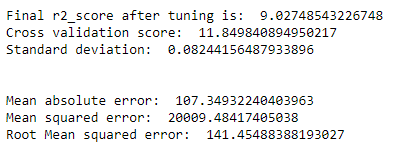 Final r2_score after tuning is:  9.02748543226748
Cross validation score:  11.849840894950217
Standard deviation:  0.08244156487933896
Mean absolute error:  107.34932240403963
Mean squared error:  20009.48417405038
Root Mean squared error:  141.45488388193027